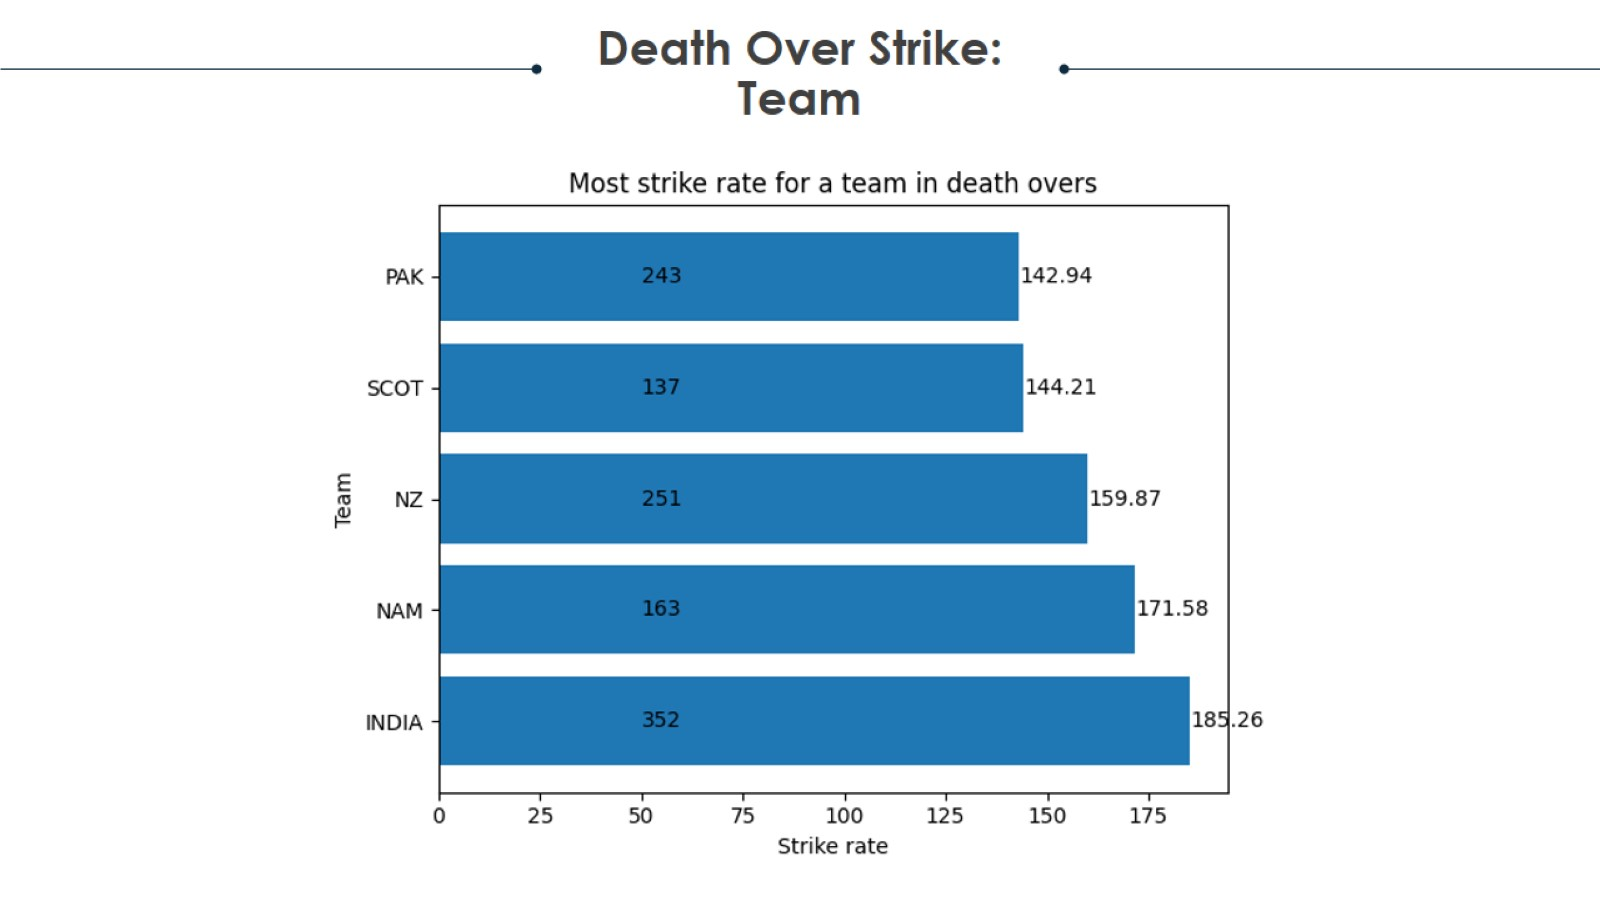 Death Over Strike:
Team
Most strike rate for a team in death overs
PAK 243 142.94
SCOT 137 144.21
NZ 251 159.87
NAM 163 171.58
INDIA 352 185.26
Team
0 25 50 75 100 125 150 175
Strike rate